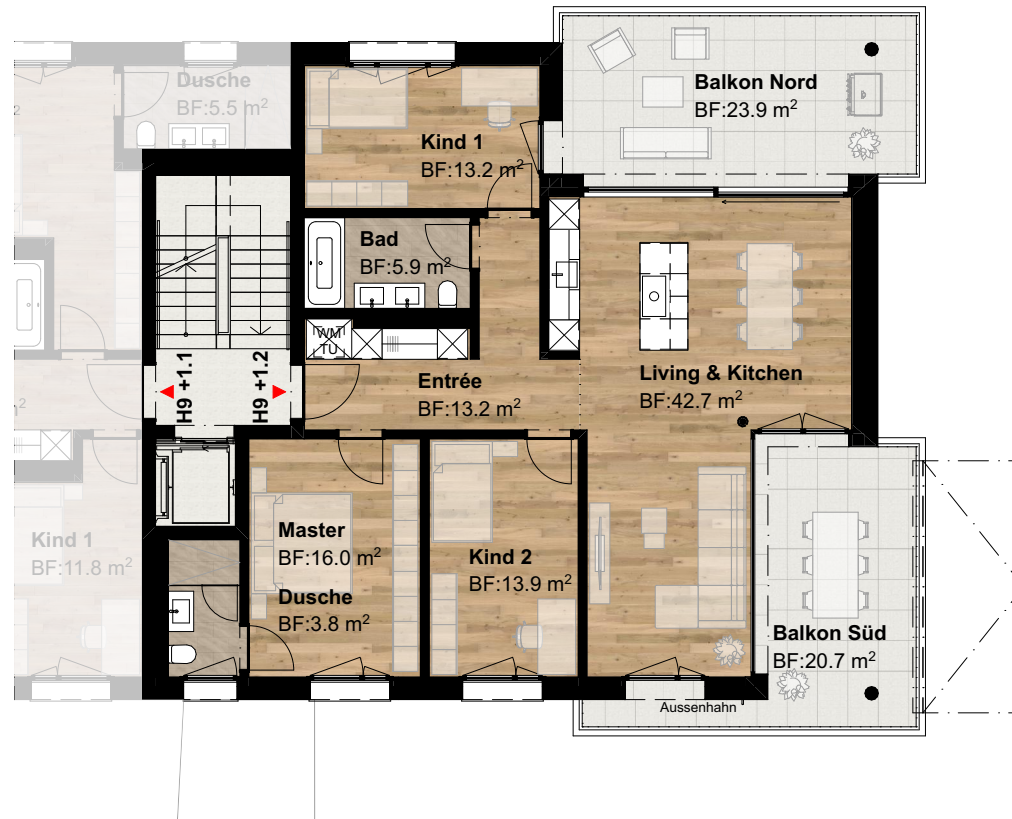 Dusche
BF:5.5 m²
Balkon Nord
BF:23.9 m²
Kind 1
BF:13.2 m²
Bad
BF:5.9 m²
WM
TU
H9 +1.1
H9 +1.2
Entrée
BF:13.2 m²
Living & Kitchen
BF:42.7 m²
Kind 1
BF:11.8 m²
Master
BF:16.0 m²
Dusche
BF:3.8 m²
Kind 2
BF:13.9 m²
Balkon Süd
BF:20.7 m²
Aussenhahn